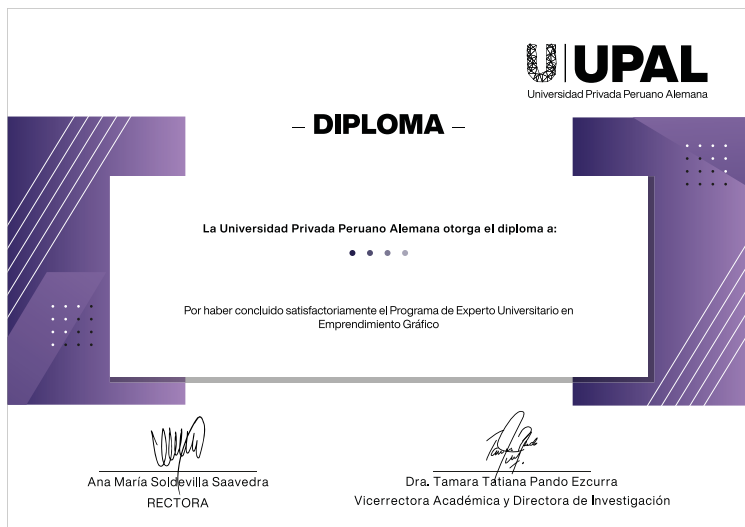 UPAL
Universidad Privada Peruano Alemana
– DIPLOMA –
La Universidad Privada Peruano Alemana otorga el diploma a:
Por haber concluido satisfactoriamente el Programa de Experto Universitario en
Emprendimiento Gráfico
Ana María Soldevilla Saavedra
RECTORA
Dra. Tamara Tatiana Pando Ezcurra
Vicerrectora Académica y Directora de Investigación